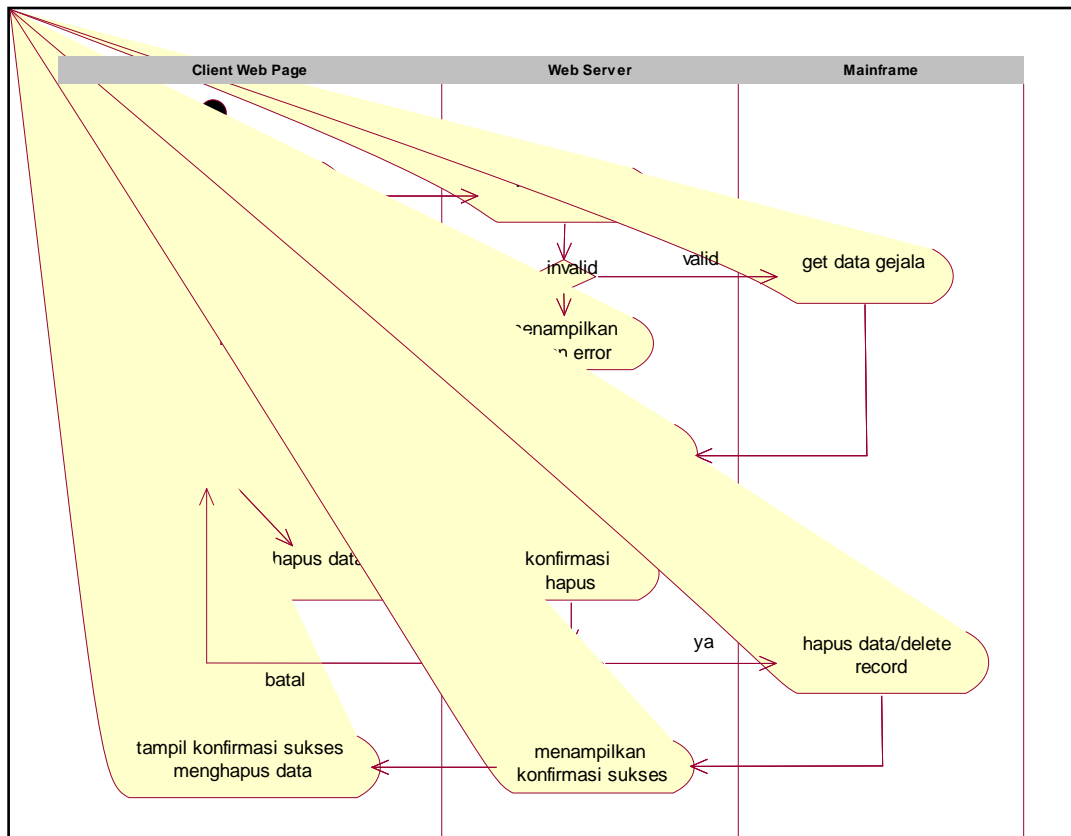 Client Web Page
Web Server
Mainframe
invalid
valid
get data gejala
enampilkan
n error
hapus data
konfirmasi
hapus
ya
hapus data/delete
record
batal
tampil konfirmasi sukses
menghapus data
menampilkan
konfirmasi sukses